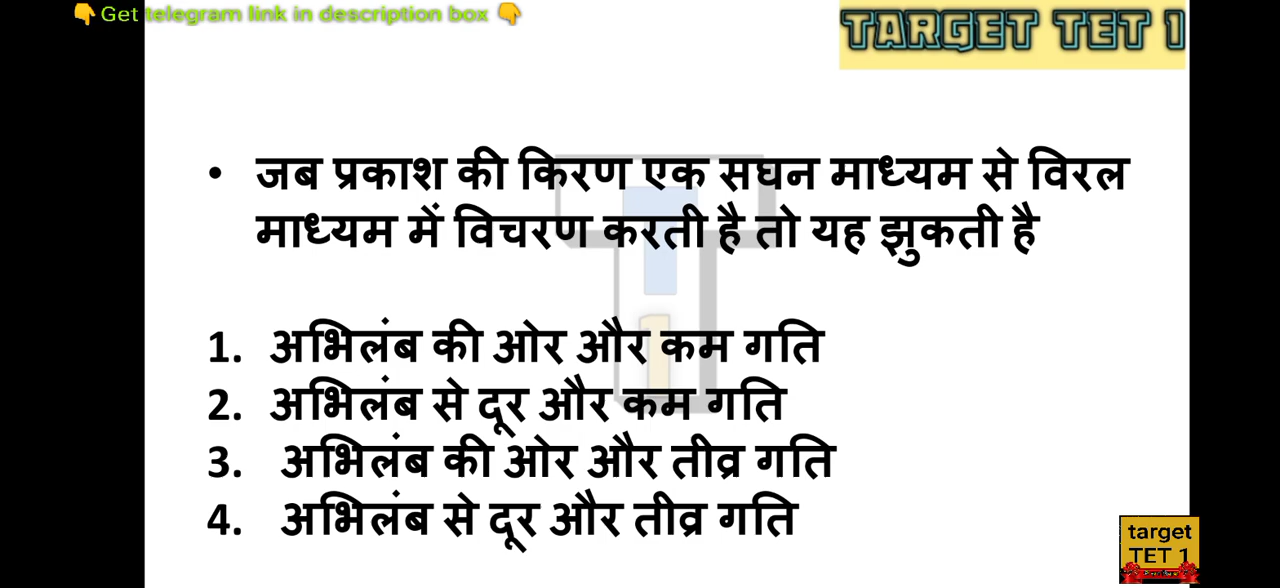 👇 Get telegram link in description box 👇
TARGET TET 1
• जब प्रकाश की किरण एक सघन माध्यम से विरल
माध्यम में विचरण करती है तो यह झुकती है
1. अभिलंब की ओर और कम गति
2. अभिलंब से दूर और कम गति
3. अभिलंब की ओर और तीव्र गति
4. अभिलंब से दूर और तीव्र गति
target
TET 1